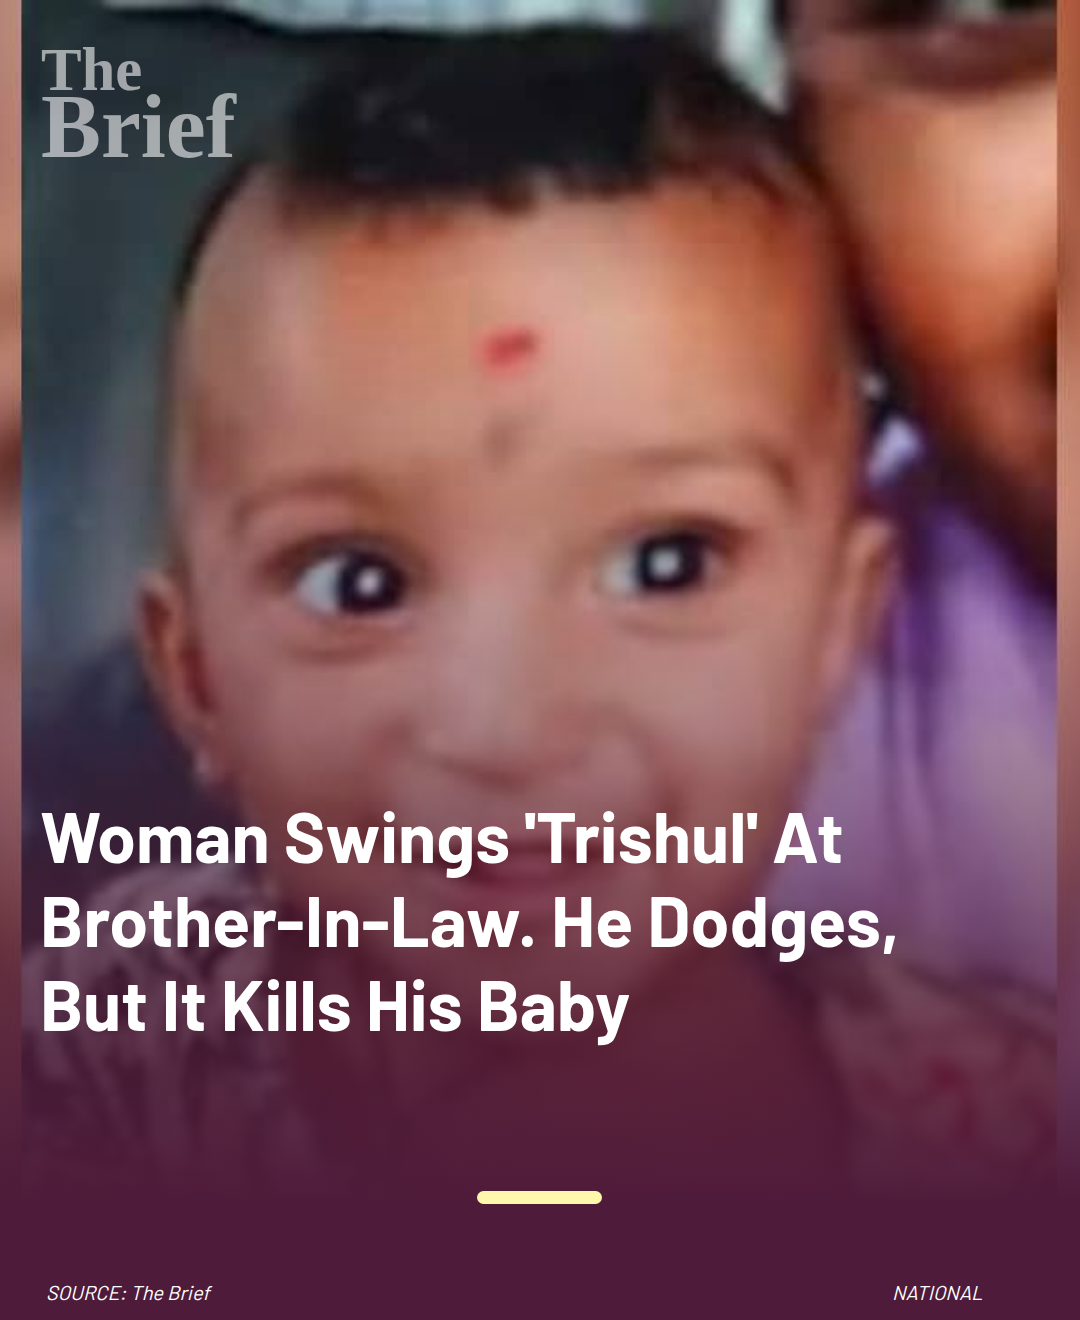 The
Brief
Woman Swings 'Trishul' At
Brother-In-Law. He Dodges,
But It Kills His Baby
SOURCE: The Brief
NATIONAL